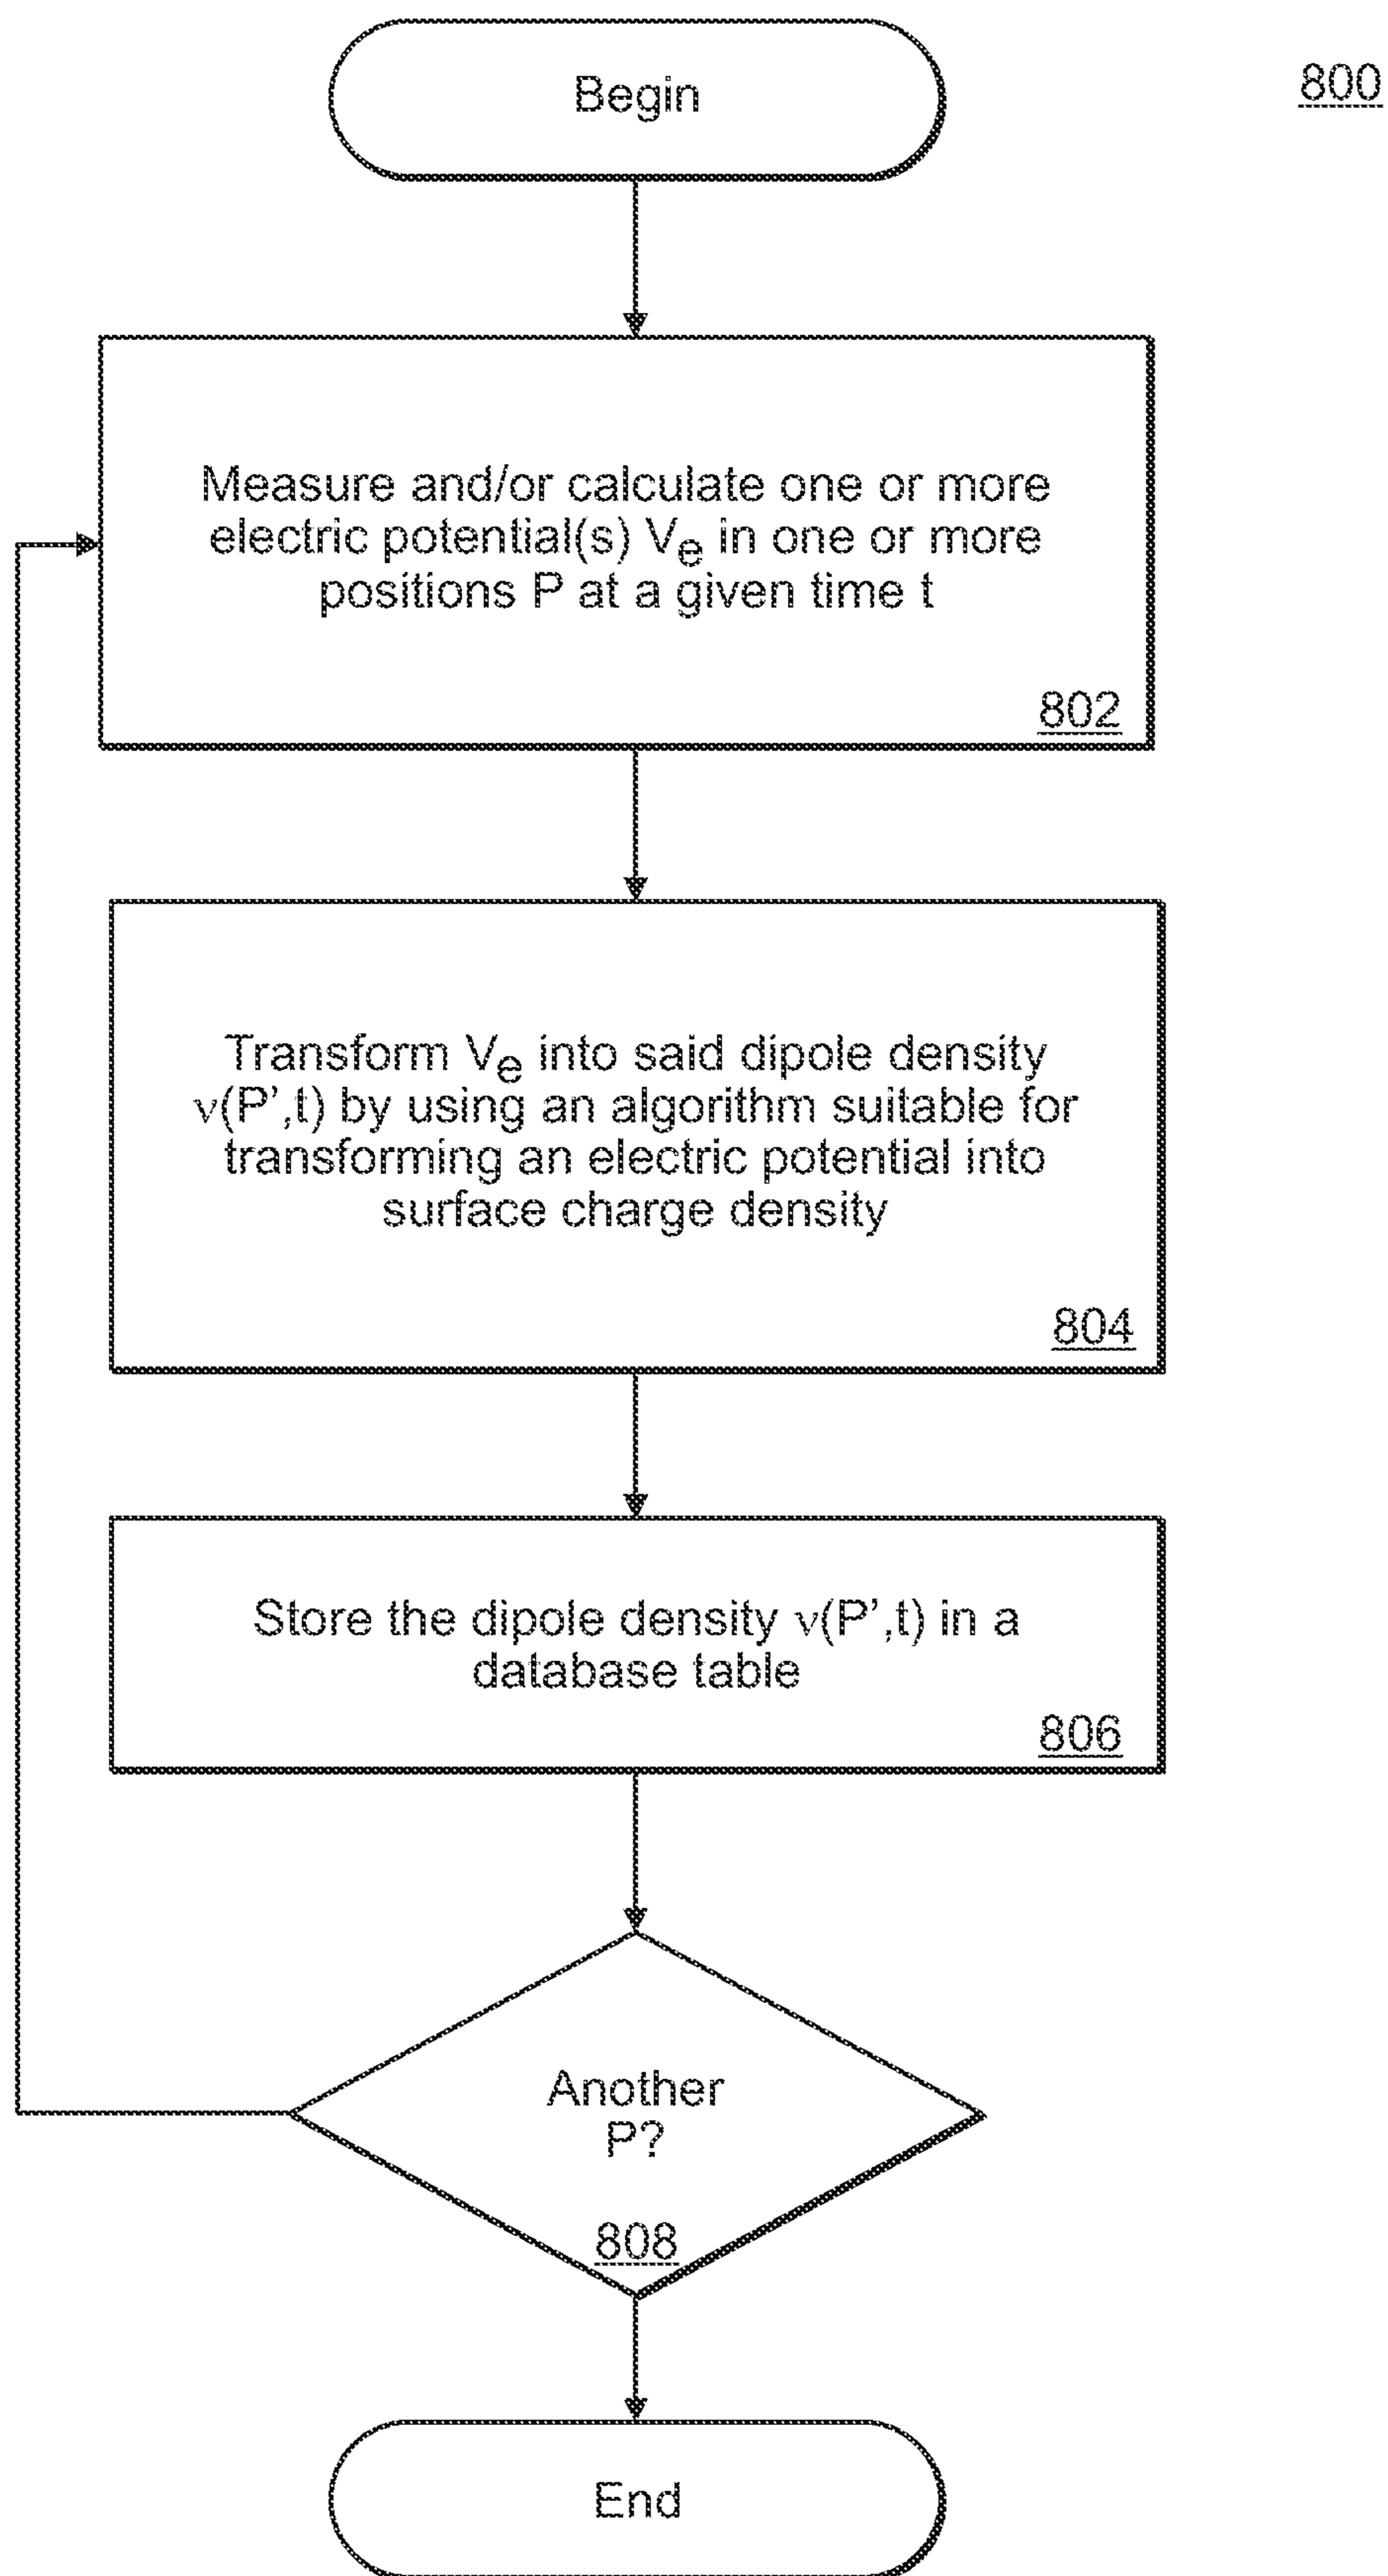 Begin
800
Measure and/or calculate one or more
electric potential(s) Ve in one or more
positions P at a given time t
802
Transform Ve into said dipole density
ν(P’,t) by using an algorithm suitable for
transforming an electric potential into
surface charge density
804
Store the dipole density ν(P’,t) in a
database table
806
Another
P?
808
End